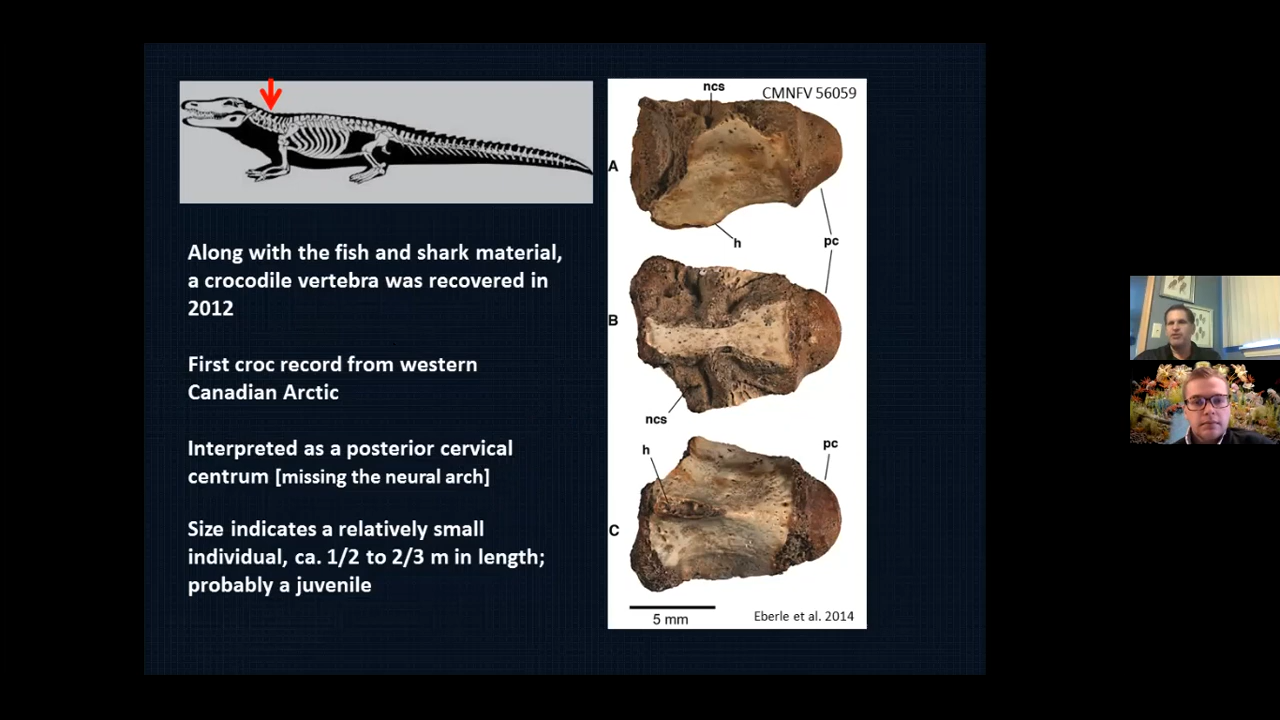 Along with the fish and shark material,
a crocodile vertebra was recovered in
2012
First croc record from western
Canadian Arctic
Interpreted as a posterior cervical
centrum [missing the neural arch]
Size indicates a relatively small
individual, ca. 1/2 to 2/3 m in length;
probably a juvenile
ncs
CMNFV 56059
A
h
pc
B
ncs
h
pc
C
5 mm
Eberle et al. 2014